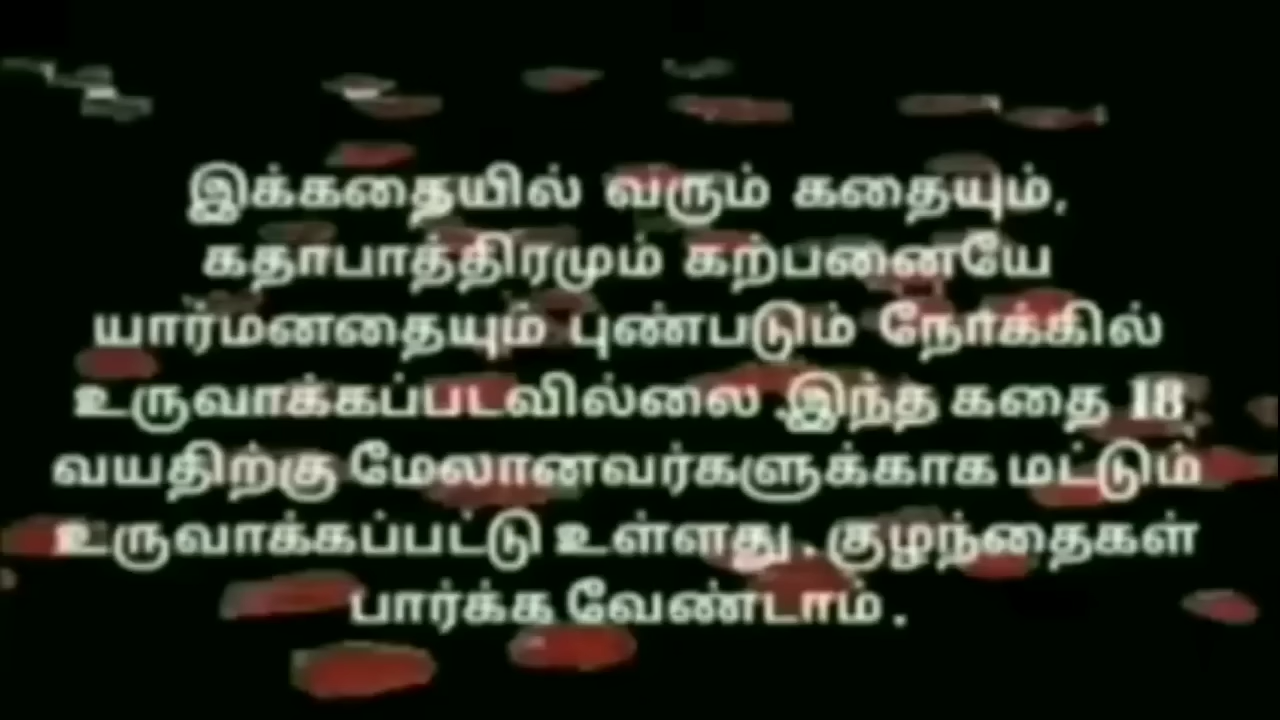 இக்கதையில் வரும் கதையும்,
கதாபாத்திரமும் கற்பனையே
யார்மனதையும் புண்படும் நோக்கில்
உருவாக்கப்படவில்லை .இந்த கதை 18
வயதிற்கு மேலானவர்களுக்காக மட்டும்
உருவாக்கப்பட்டு உள்ளது . குழந்தைகள்
பார்க்க வேண்டாம் .